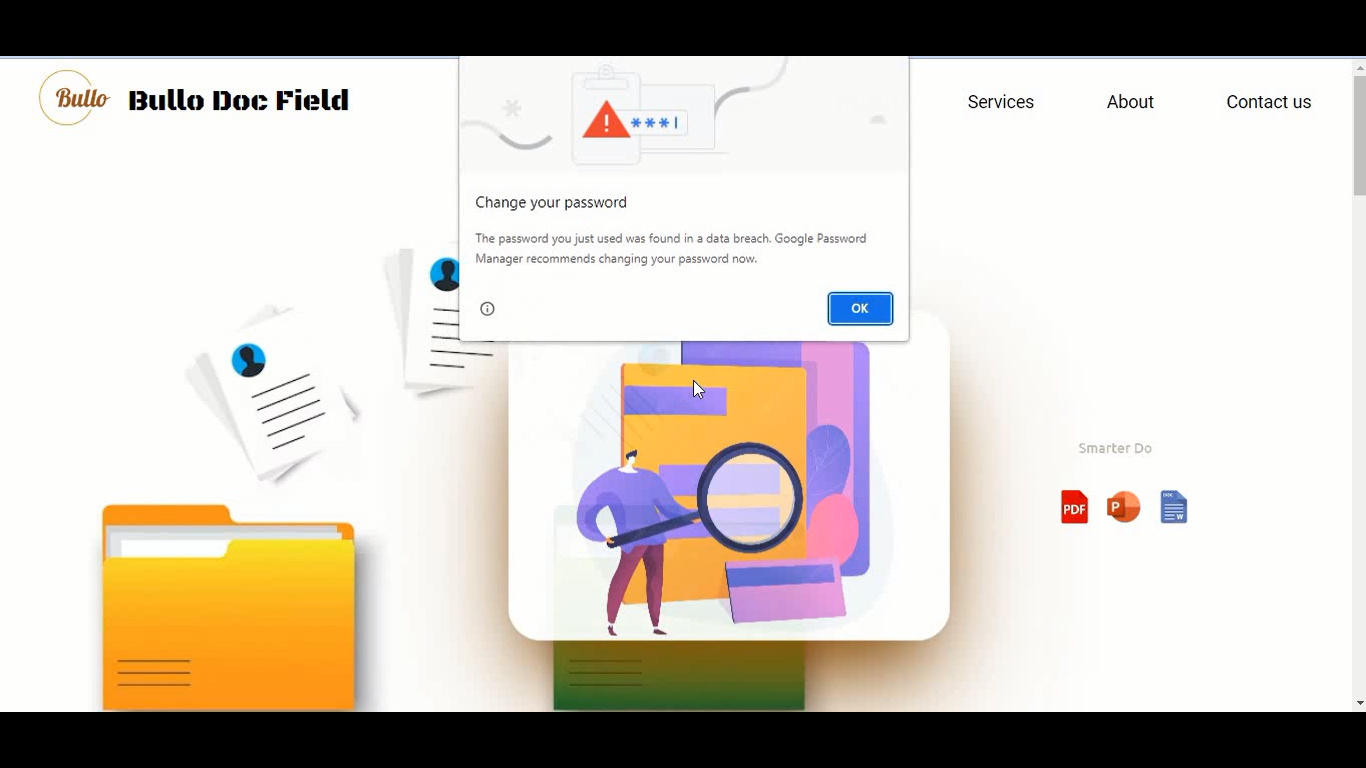 Bullo
Bullo Doc Field
Services
About
Contact us
***
Change your password
The password you just used was found in a data breach. Google Password
Manager recommends changing your password now.
OK
Smarter Do
PDF
P
DOC
W